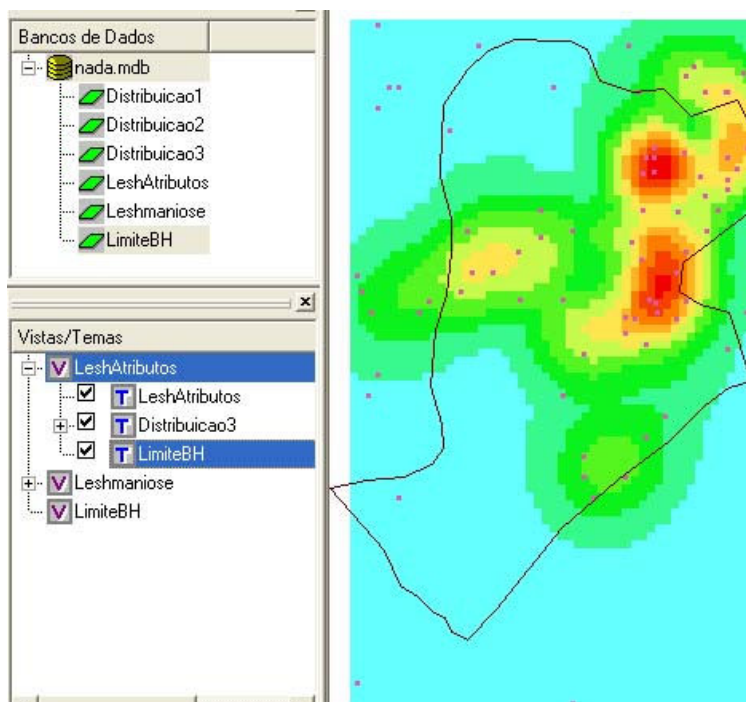 Bancos de Dados
nada.mdb
Distribuicao1
Distribuicao2
Distribuicao3
LeshAtributos
Leshmaniose
LimiteBH
Vistas/Temas
V LeshAtributos
T LeshAtributos
T Distribuicao3
T LimiteBH
V Leshmaniose
V LimiteBH